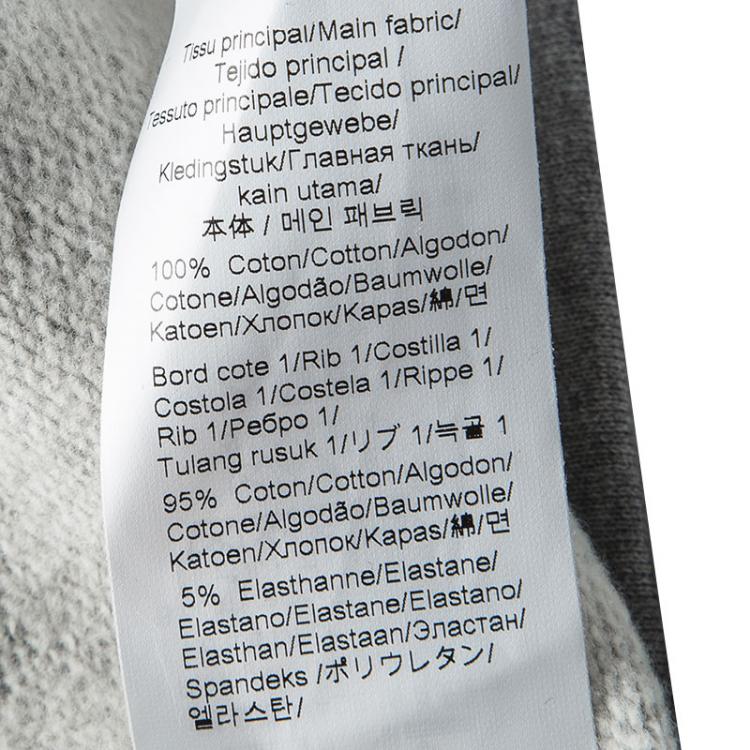 Tissu principal/Main fabric/
Tejido principal /
Tessuto principale/Tecido principal/
Hauptgewebe/
Kledingstuk/Главная ткань/
kain utama/
本体 / 메인 패브릭
100% Coton/Cotton/Algodon/
Cotone/Algodão/Baumwolle/
Katoen/Хлопок/Kapas/綿/면
Bord cote 1/Rib 1/Costilla 1/
Costola 1/Costela 1/Rippe 1/
Rib 1/Ребро 1/
Tulang rusuk 1/リブ 1/늑골 1
95% Coton/Cotton/Algodon/
Cotone/Algodão/Baumwolle/
Katoen/Хлопок/Kapas/綿/면
5% Elasthanne/Elastane/
Elastano/Elastane/Elastano/
Elasthan/Elastaan/Эластан/
Spandeks /ポリウレタン/
엘라스탄/